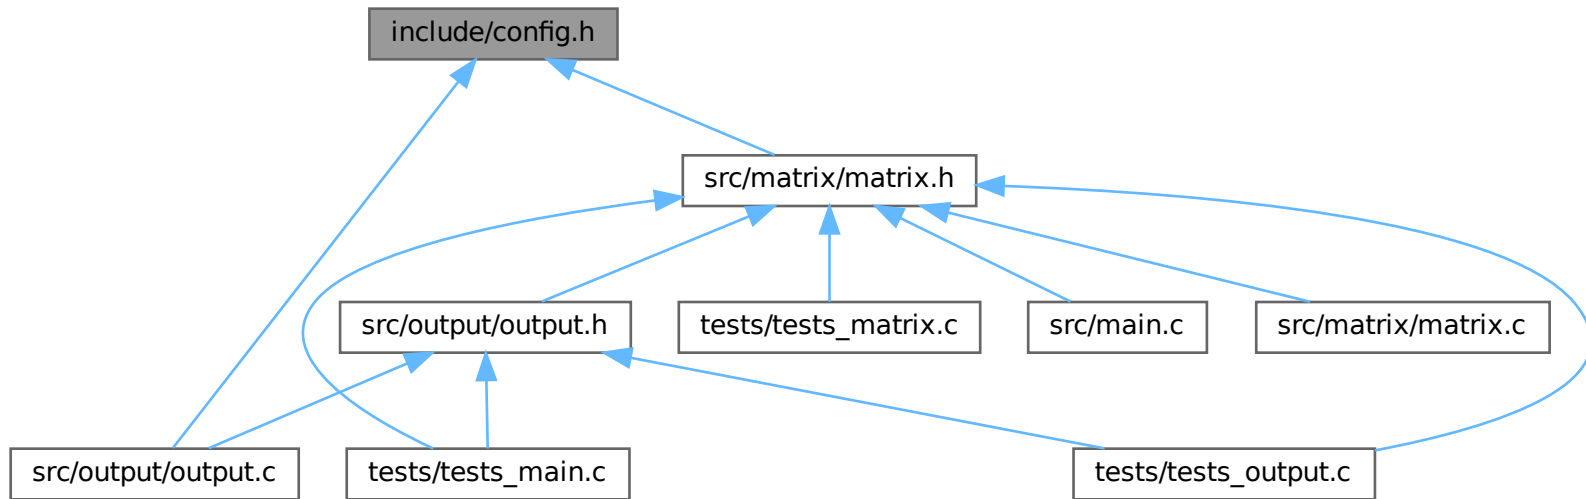 include/config.h
src/matrix/matrix.h
src/output/output.h
tests/tests_matrix.c
src/main.c
src/matrix/matrix.c
src/output/output.c
tests/tests_main.c
tests/tests_output.c